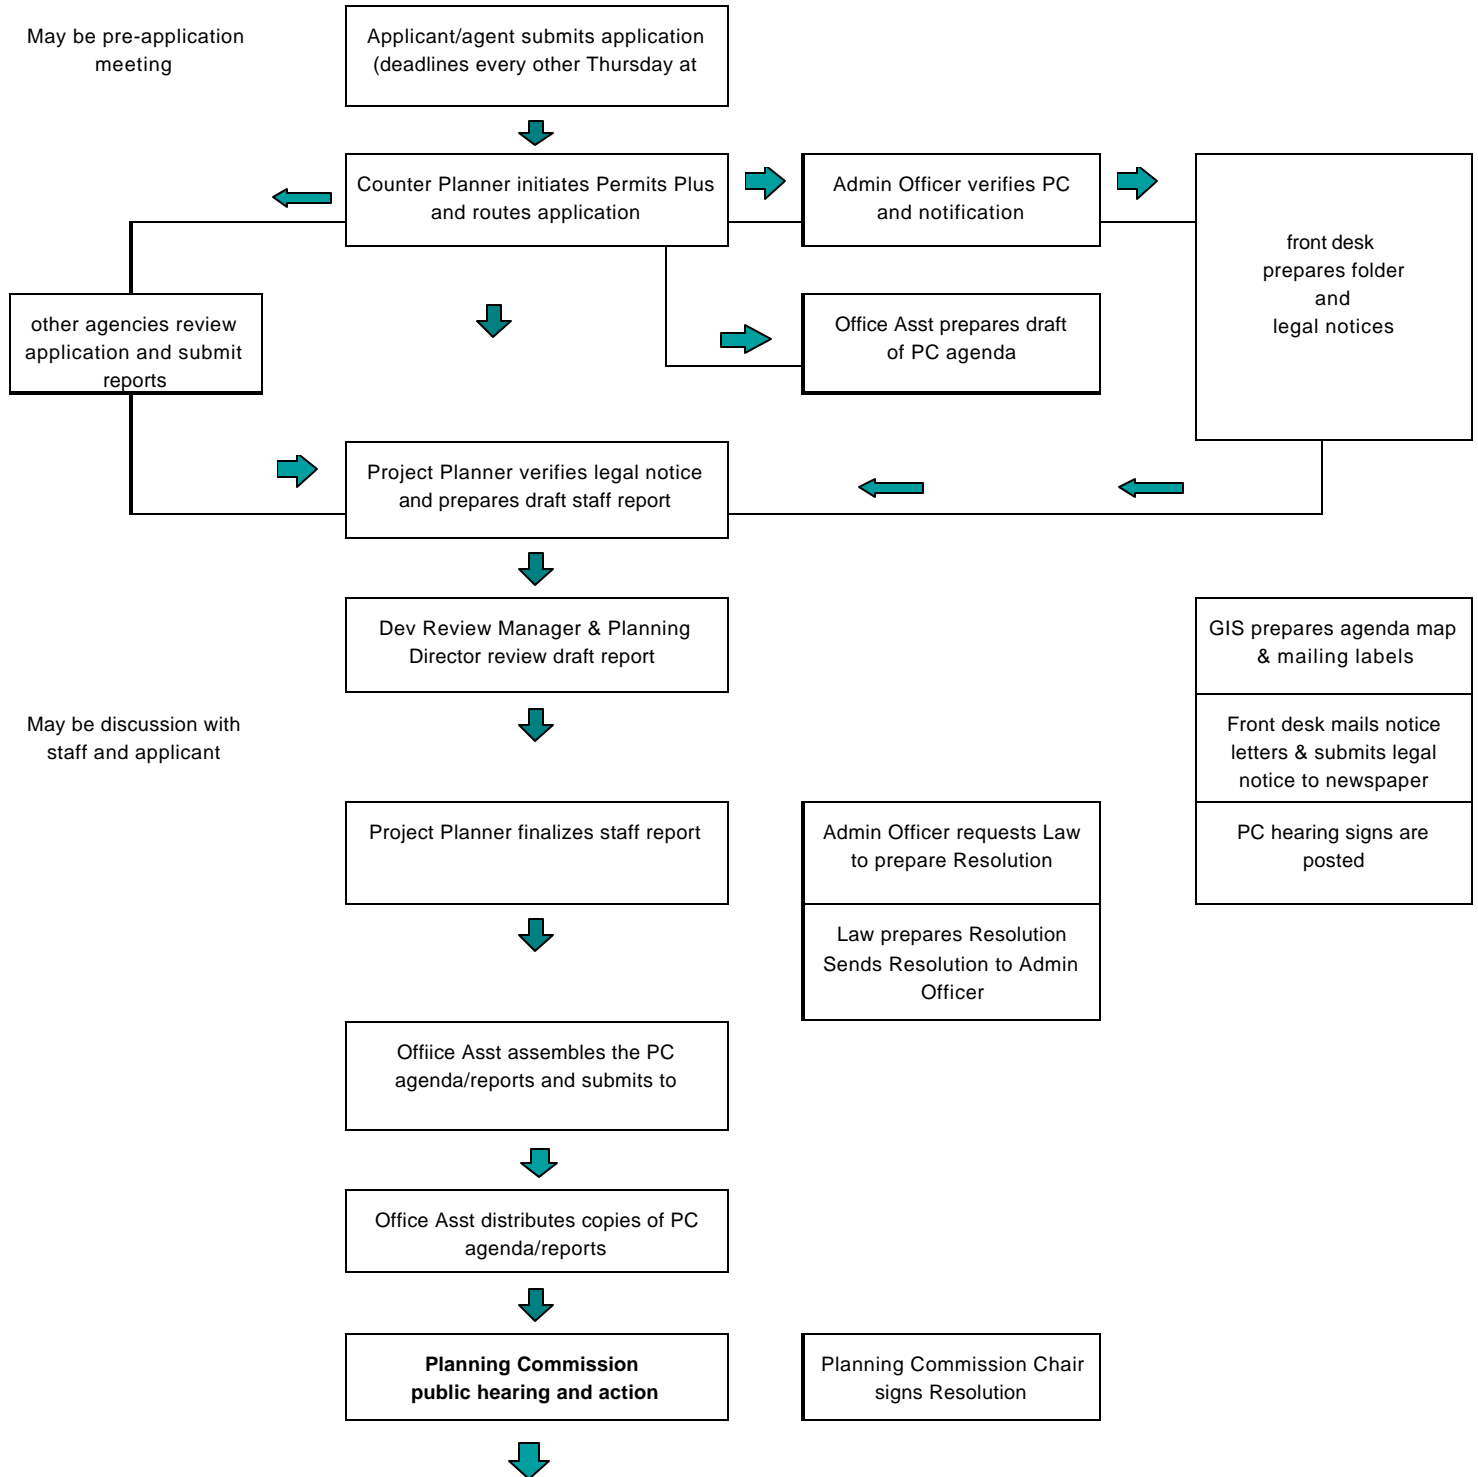 May be pre-application
meeting
Applicant/agent submits application
(deadlines every other Thursday at
Counter Planner initiates Permits Plus
and routes application
Admin Officer verifies PC
and notification
front desk
prepares folder
and
legal notices
other agencies review
application and submit
reports
Office Asst prepares draft
of PC agenda
Project Planner verifies legal notice
and prepares draft staff report
Dev Review Manager & Planning
Director review draft report
GIS prepares agenda map
& mailing labels
May be discussion with
staff and applicant
Front desk mails notice
letters & submits legal
notice to newspaper
Project Planner finalizes staff report
Admin Officer requests Law
to prepare Resolution
PC hearing signs are
posted
Law prepares Resolution
Sends Resolution to Admin
Officer
Offiice Asst assembles the PC
agenda/reports and submits to
Office Asst distributes copies of PC
agenda/reports
Planning Commission
public hearing and action
Planning Commission Chair
signs Resolution